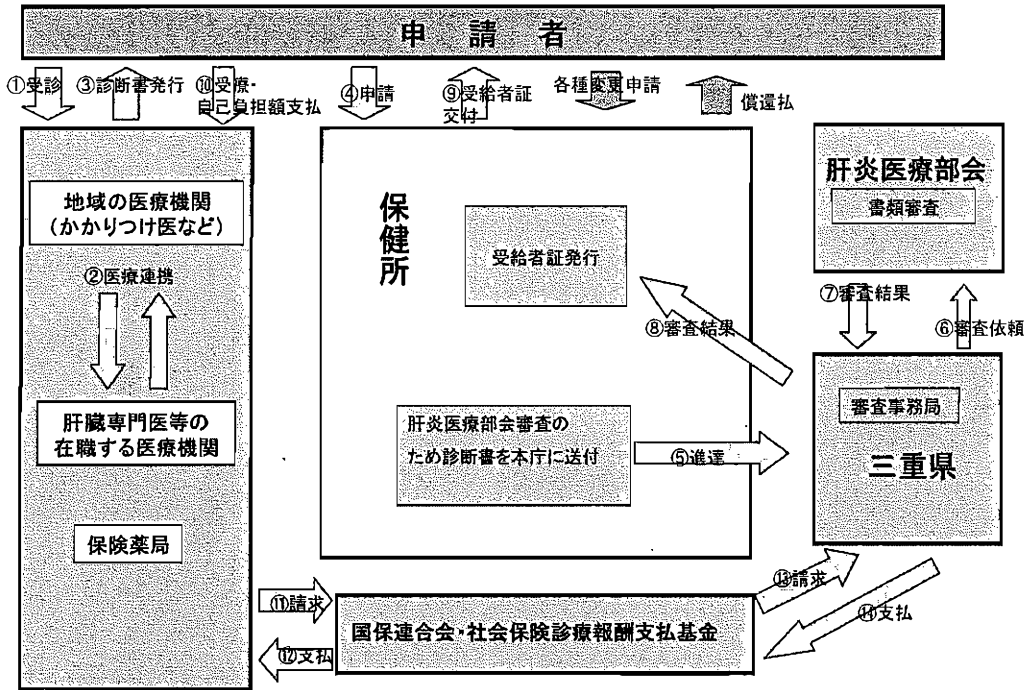 申請者
①受診
③診断書発行
⑩受療・
自己負担額支払
④申請
⑨受給者証
交付
各種変更申請
償還払
地域の医療機関
(かかりつけ医など)
②医療連携
肝臓専門医等の
在職する医療機関
保険薬局
保健所
受給者証発行
肝炎医療部会審査の
ため診断書を本庁に送付
⑤進達
⑧審査結果
肝炎医療部会
書類審査
⑦審査結果
⑥審査依頼
審査事務局
三重県
⑪請求
⑫支払
国保連合会・社会保険診療報酬支払基金
⑬請求
⑭支払